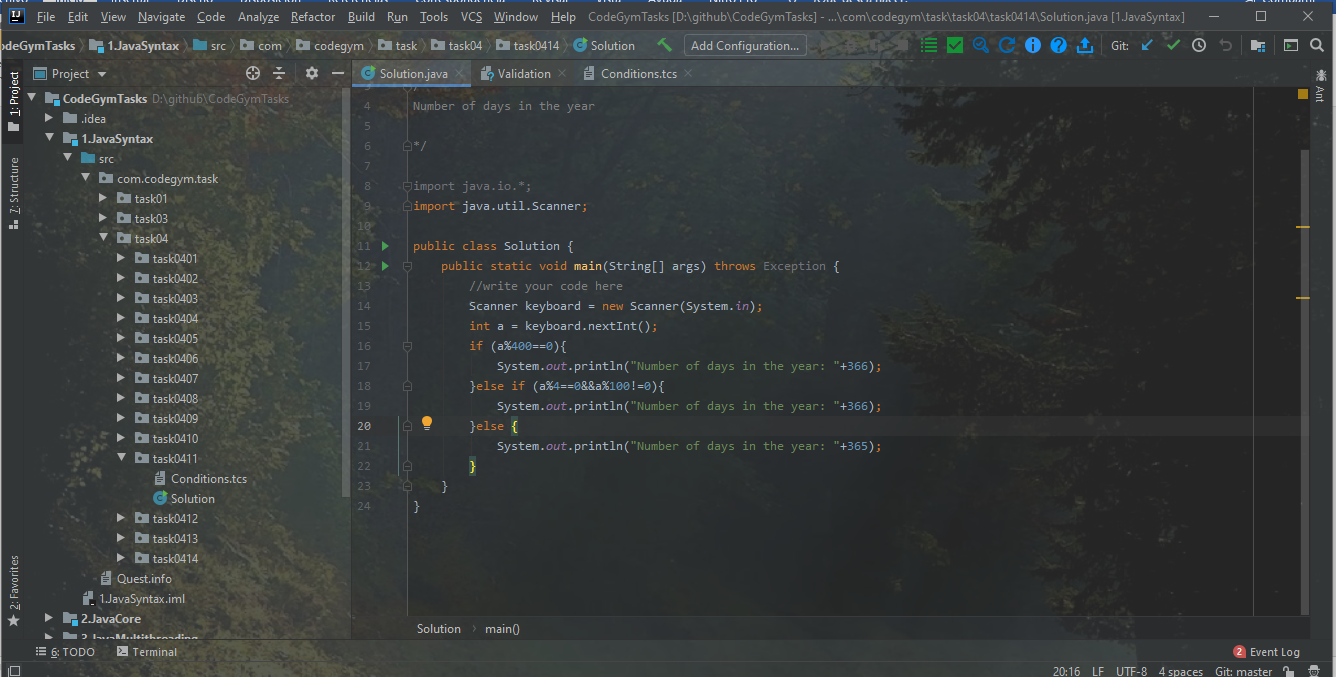 File Edit View Navigate Code Analyze Refactor Build Run Tools VCS Window Help CodeGymTasks [D:\github\CodeGymTasks] - ...\com\codegym\task\task04\task0414\Solution.java [1.JavaSyntax]
odeGymTasks 1.JavaSyntax src com codegym task task04 task0414 Solution Add Configuration... Git:
Project
Solution.java Validation Conditions.tcs
1: Project
7: Structure
2: Favorites
Ant
CodeGymTasks D:\github\CodeGymTasks
.idea
1.JavaSyntax
src
com.codegym.task
task01
task03
task04
task0401
task0402
task0403
task0404
task0405
task0406
task0407
task0408
task0409
task0410
task0411
Conditions.tcs
Solution
task0412
task0413
task0414
Quest.info
1.JavaSyntax.iml
2.JavaCore
3.JavaMultithreading
4 Number of days in the year
5
6 */
7
8 import java.io.*;
9 import java.util.Scanner;
10
11 public class Solution {
12 public static void main(String[] args) throws Exception {
13 //write your code here
14 Scanner keyboard = new Scanner(System.in);
15 int a = keyboard.nextInt();
16 if (a%400==0){
17 System.out.println("Number of days in the year: "+366);
18 }else if (a%4==0&&a%100!=0){
19 System.out.println("Number of days in the year: "+366);
20 }else {
21 System.out.println("Number of days in the year: "+365);
22 }
23 }
24 }
Solution main()
6: TODO Terminal 2 Event Log
20:16 LF UTF-8 4 spaces Git: master